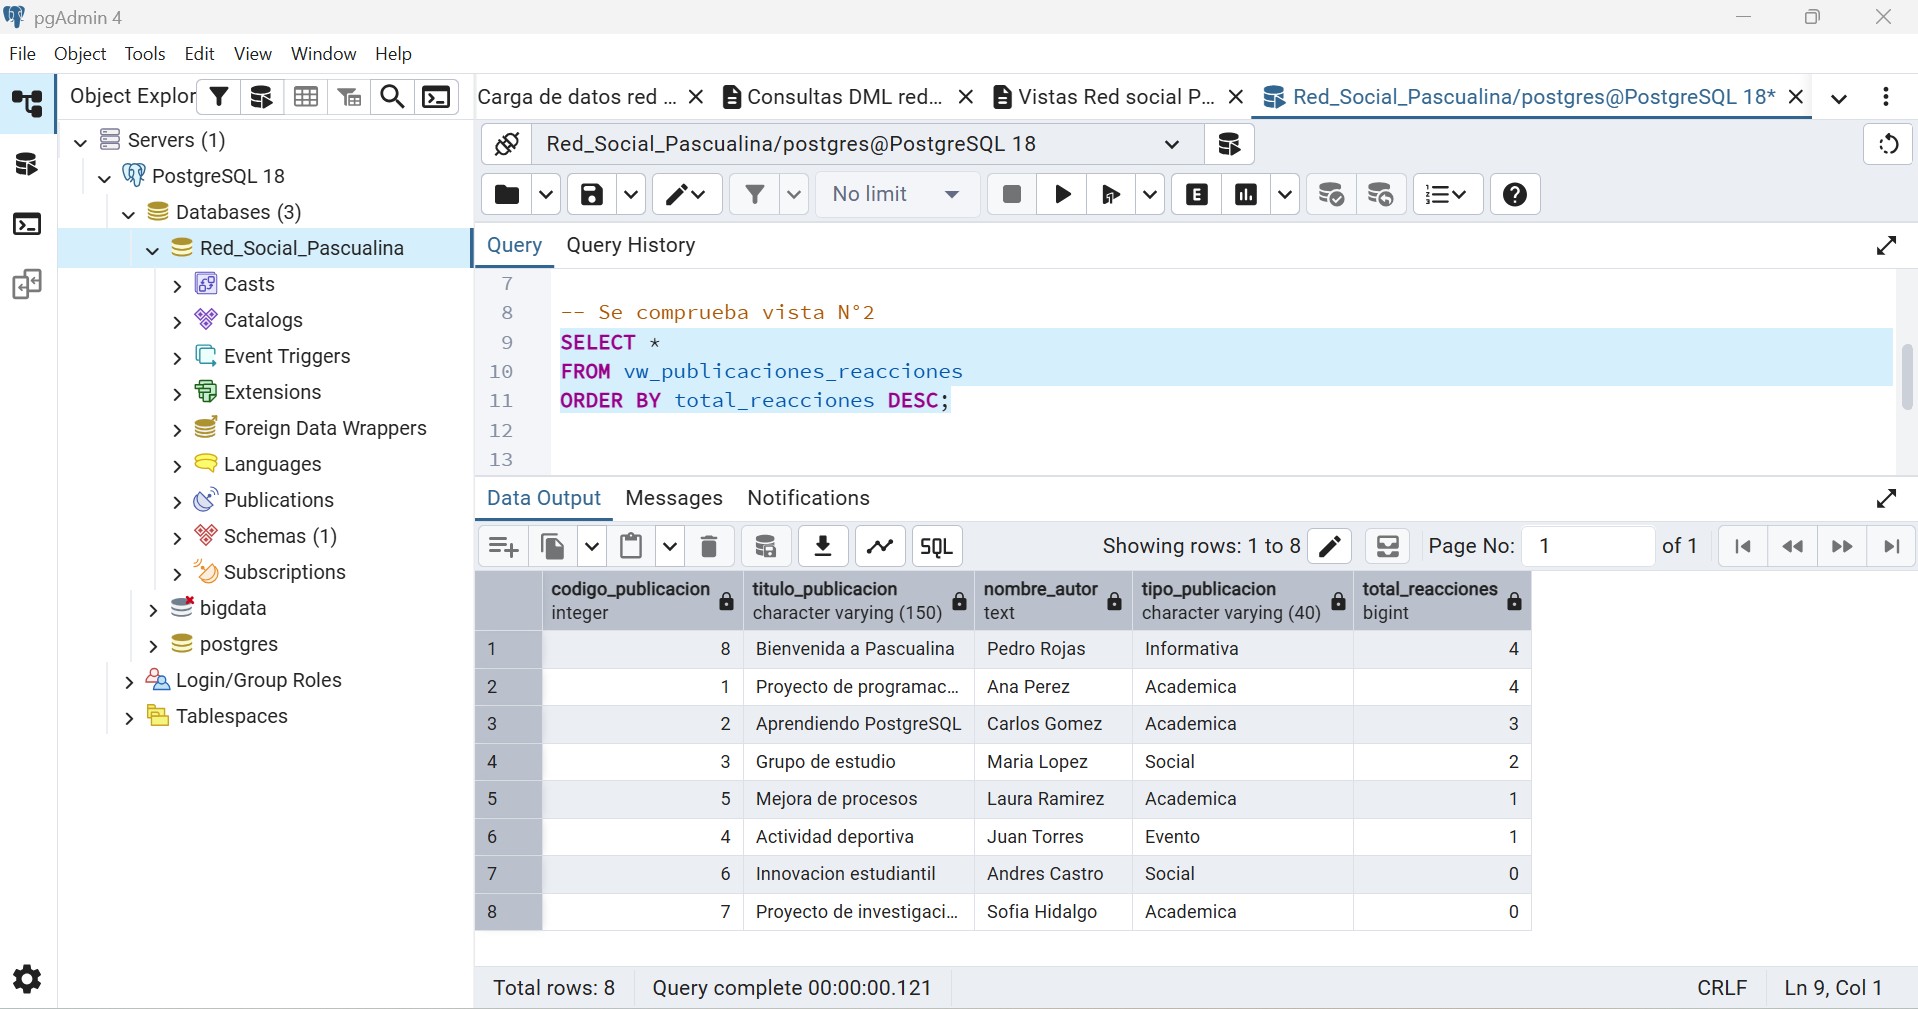 pgAdmin 4
File Object Tools Edit View Window Help
Object Explor
Carga de datos red ... Consultas DML red... Vistas Red social P... Red_Social_Pascualina/postgres@PostgreSQL 18*
Servers (1)
PostgreSQL 18
Databases (3)
Red_Social_Pascualina
Casts
Catalogs
Event Triggers
Extensions
Foreign Data Wrappers
Languages
Publications
Schemas (1)
Subscriptions
bigdata
postgres
Login/Group Roles
Tablespaces
Red_Social_Pascualina/postgres@PostgreSQL 18
No limit E
Query Query History
7
8 -- Se comprueba vista N°2
9 SELECT *
10 FROM vw_publicaciones_reacciones
11 ORDER BY total_reacciones DESC;
12
13
Data Output Messages Notifications
SQL Showing rows: 1 to 8 Page No: 1 of 1
codigo_publicacion titulo_publicacion nombre_autor tipo_publicacion total_reacciones
integer character varying (150) text character varying (40) bigint
1 8 Bienvenida a Pascualina Pedro Rojas Informativa 4
2 1 Proyecto de programac... Ana Perez Academica 4
3 2 Aprendiendo PostgreSQL Carlos Gomez Academica 3
4 3 Grupo de estudio Maria Lopez Social 2
5 5 Mejora de procesos Laura Ramirez Academica 1
6 4 Actividad deportiva Juan Torres Evento 1
7 6 Innovacion estudiantil Andres Castro Social 0
8 7 Proyecto de investigaci... Sofia Hidalgo Academica 0
Total rows: 8 Query complete 00:00:00.121 CRLF Ln 9, Col 1